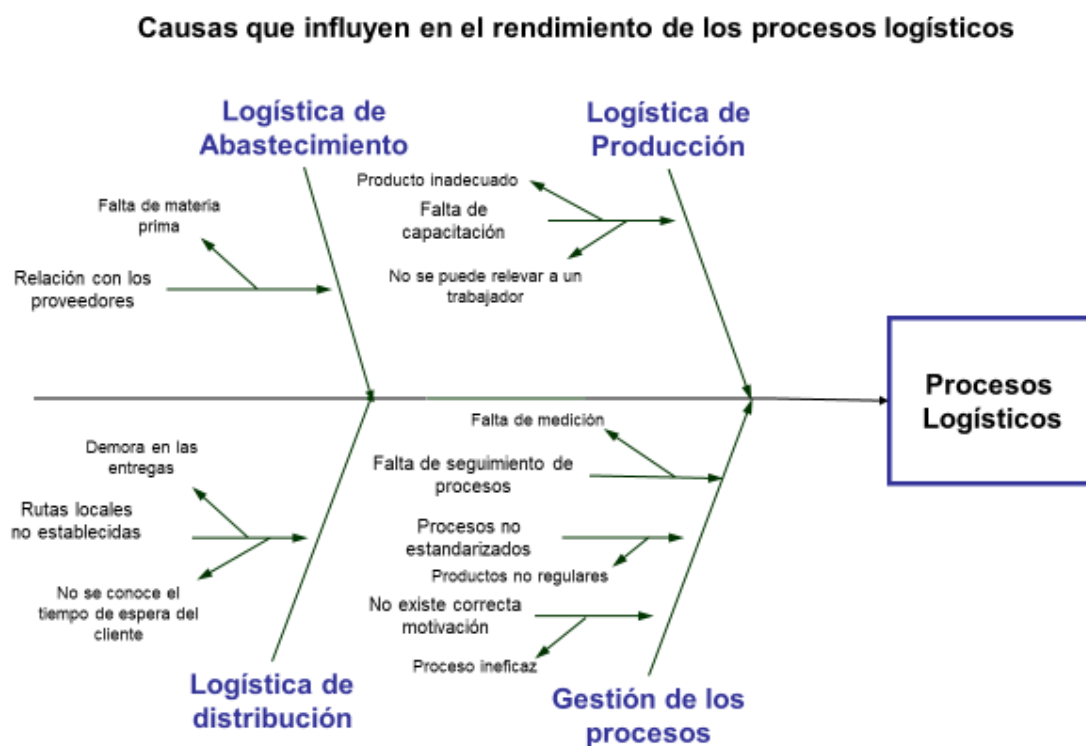 Causas que influyen en el rendimiento de los procesos logísticos
Logística de
Abastecimiento
Falta de materia
prima
Relación con los
proveedores
Logística de
Producción
Producto inadecuado
Falta de
capacitación
No se puede relevar a un
trabajador
Procesos
Logísticos
Demora en las
entregas
Rutas locales
no establecidas
No se conoce el
tiempo de espera del
cliente
Logística de
distribución
Falta de medición
Falta de seguimiento de
procesos
Procesos no
estandarizados
Productos no regulares
No existe correcta
motivación
Proceso ineficaz
Gestión de los
procesos